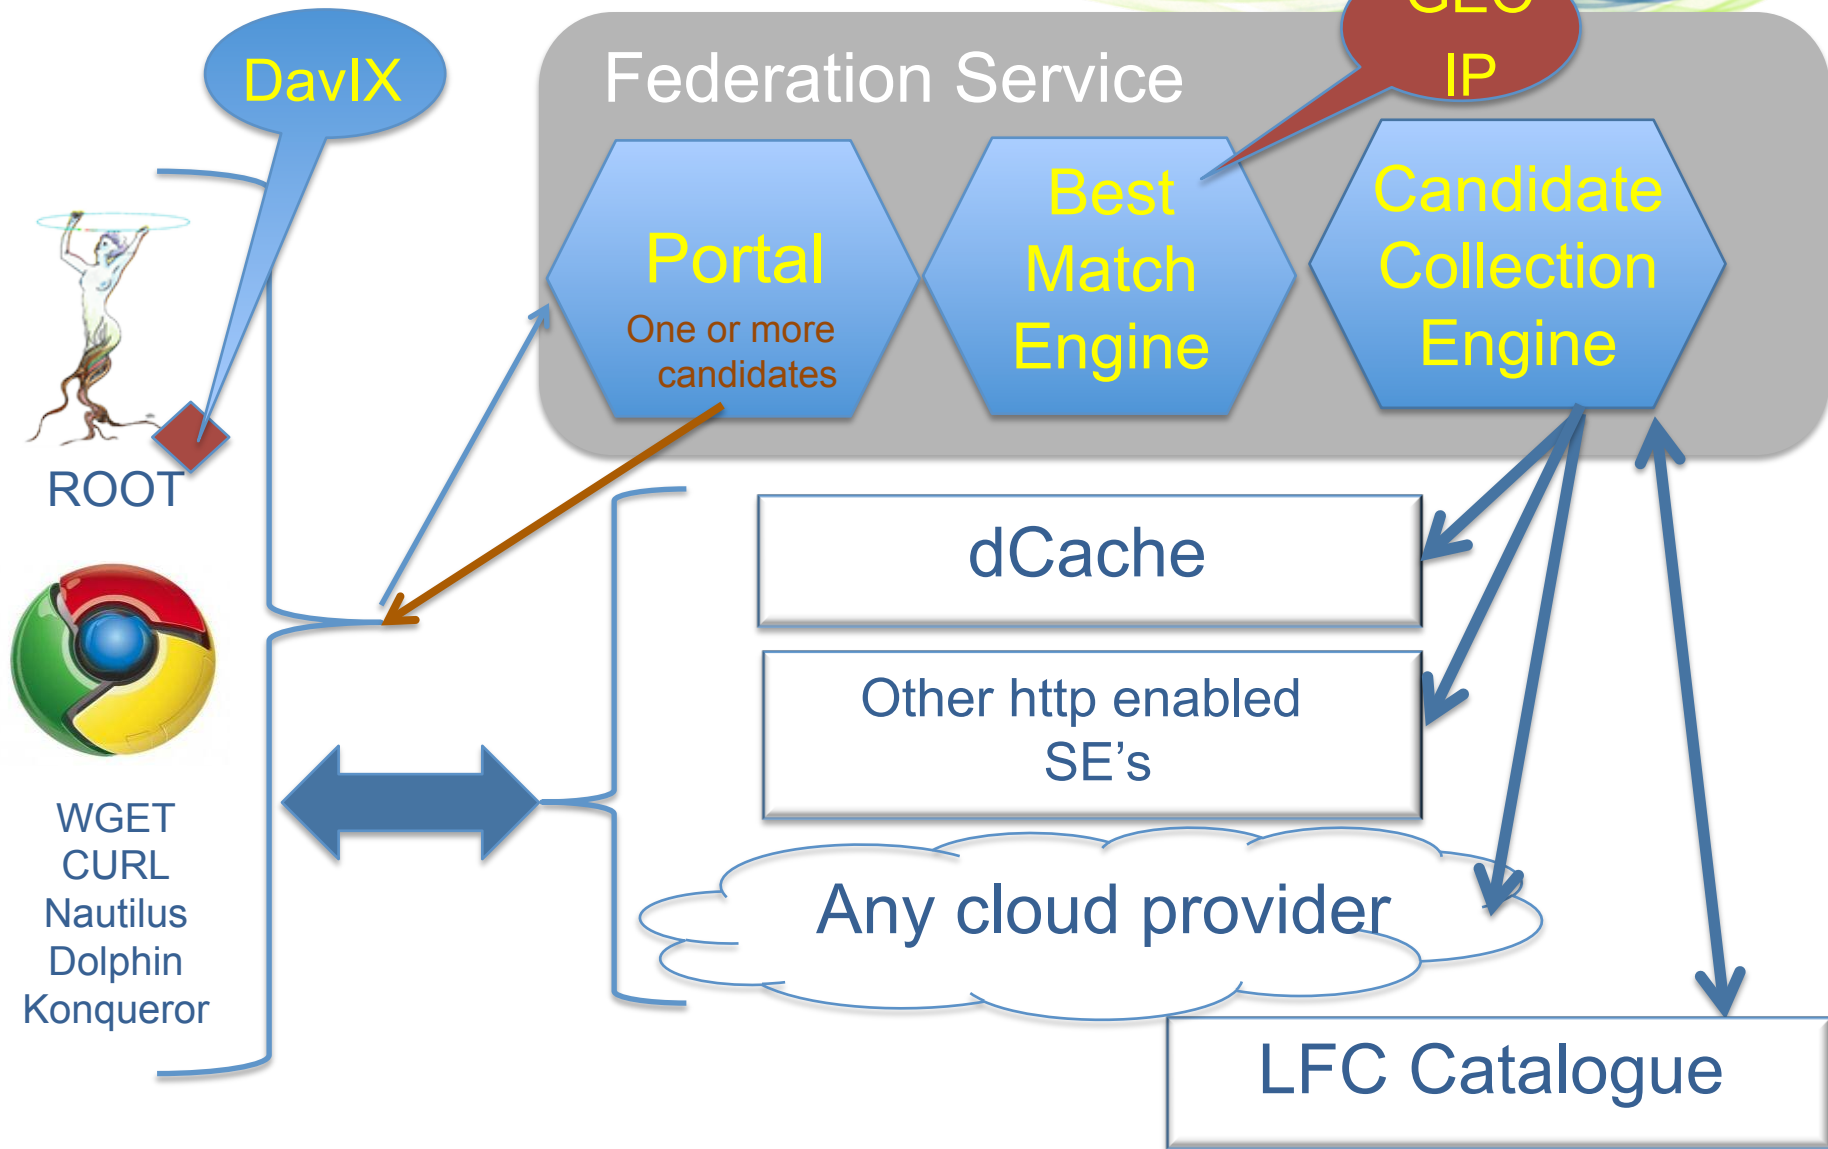 GEO
IP
DavIX
Federation Service
Portal
One or more
candidates
Best
Match
Engine
Candidate
Collection
Engine
ROOT
dCache
Other http enabled
SE's
WGET
CURL
Nautilus
Dolphin
Konqueror
Any cloud provider
LFC Catalogue